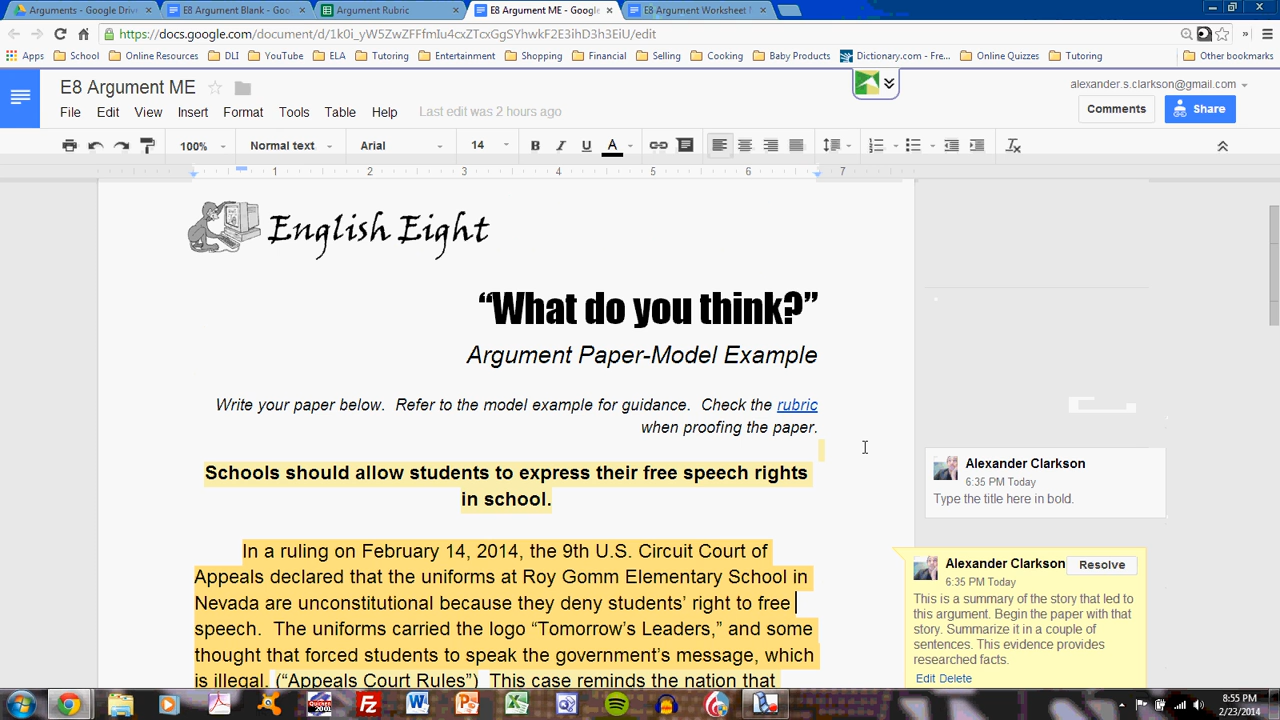 Arguments - Google Driv
E8 Argument Blank - Goo
Argument Rubric
E8 Argument ME - Google
E8 Argument Worksheet
https://docs.google.com/document/d/1k0i_yW5ZwZFFfmIu4cxZTcxGgSYhwkF2E3ihD3h3EiU/edit
Apps School Online Resources DLI YouTube ELA Tutoring Entertainment Shopping Financial Selling Cooking Baby Products Dictionary.com - Fre... Online Quizzes Tutoring Other bookmarks
E8 Argument ME
alexander.s.clarkson@gmail.com
File Edit View Insert Format Tools Table Help Last edit was 2 hours ago
Comments Share
100% Normal text Arial 14 B I U A
1 2 3 4 5 6 7
English Eight
“What do you think?”
Argument Paper-Model Example
Write your paper below. Refer to the model example for guidance. Check the rubric
when proofing the paper.
Schools should allow students to express their free speech rights
in school.
In a ruling on February 14, 2014, the 9th U.S. Circuit Court of
Appeals declared that the uniforms at Roy Gomm Elementary School in
Nevada are unconstitutional because they deny students’ right to free
speech. The uniforms carried the logo “Tomorrow’s Leaders,” and some
thought that forced students to speak the government’s message, which
is illegal. (“Appeals Court Rules”) This case reminds the nation that
Alexander Clarkson
6:35 PM Today
Type the title here in bold.
Alexander Clarkson Resolve
6:35 PM Today
This is a summary of the story that led to
this argument. Begin the paper with that
story. Summarize it in a couple of
sentences. This evidence provides
researched facts.
Edit Delete
8:55 PM
2/23/2014